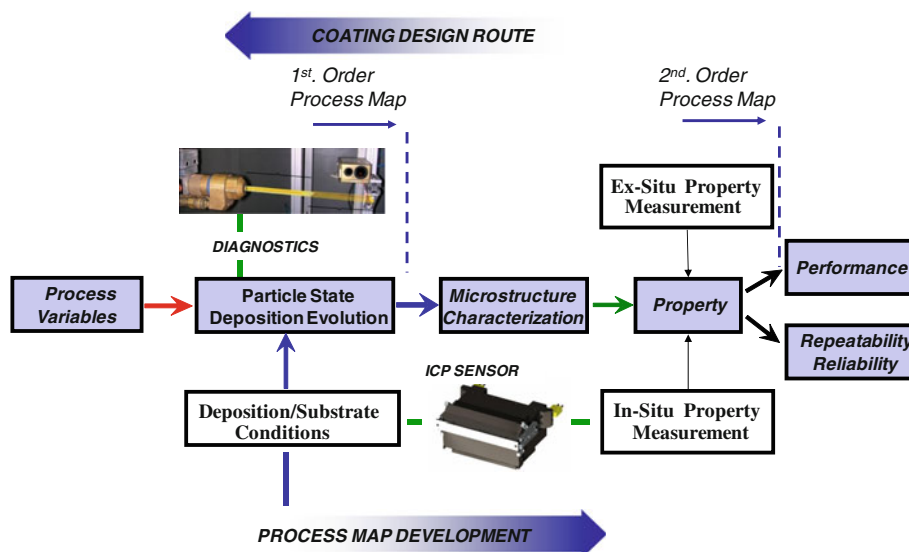 COATING DESIGN ROUTE
1st. Order
Process Map
2nd. Order
Process Map
Ex-Situ Property
Measurement
DIAGNOSTICS
Process
Variables
Particle State
Deposition Evolution
Microstructure
Characterization
Property
Performance
Repeatability
Reliability
ICP SENSOR
Deposition/Substrate
Conditions
In-Situ Property
Measurement
PROCESS MAP DEVELOPMENT